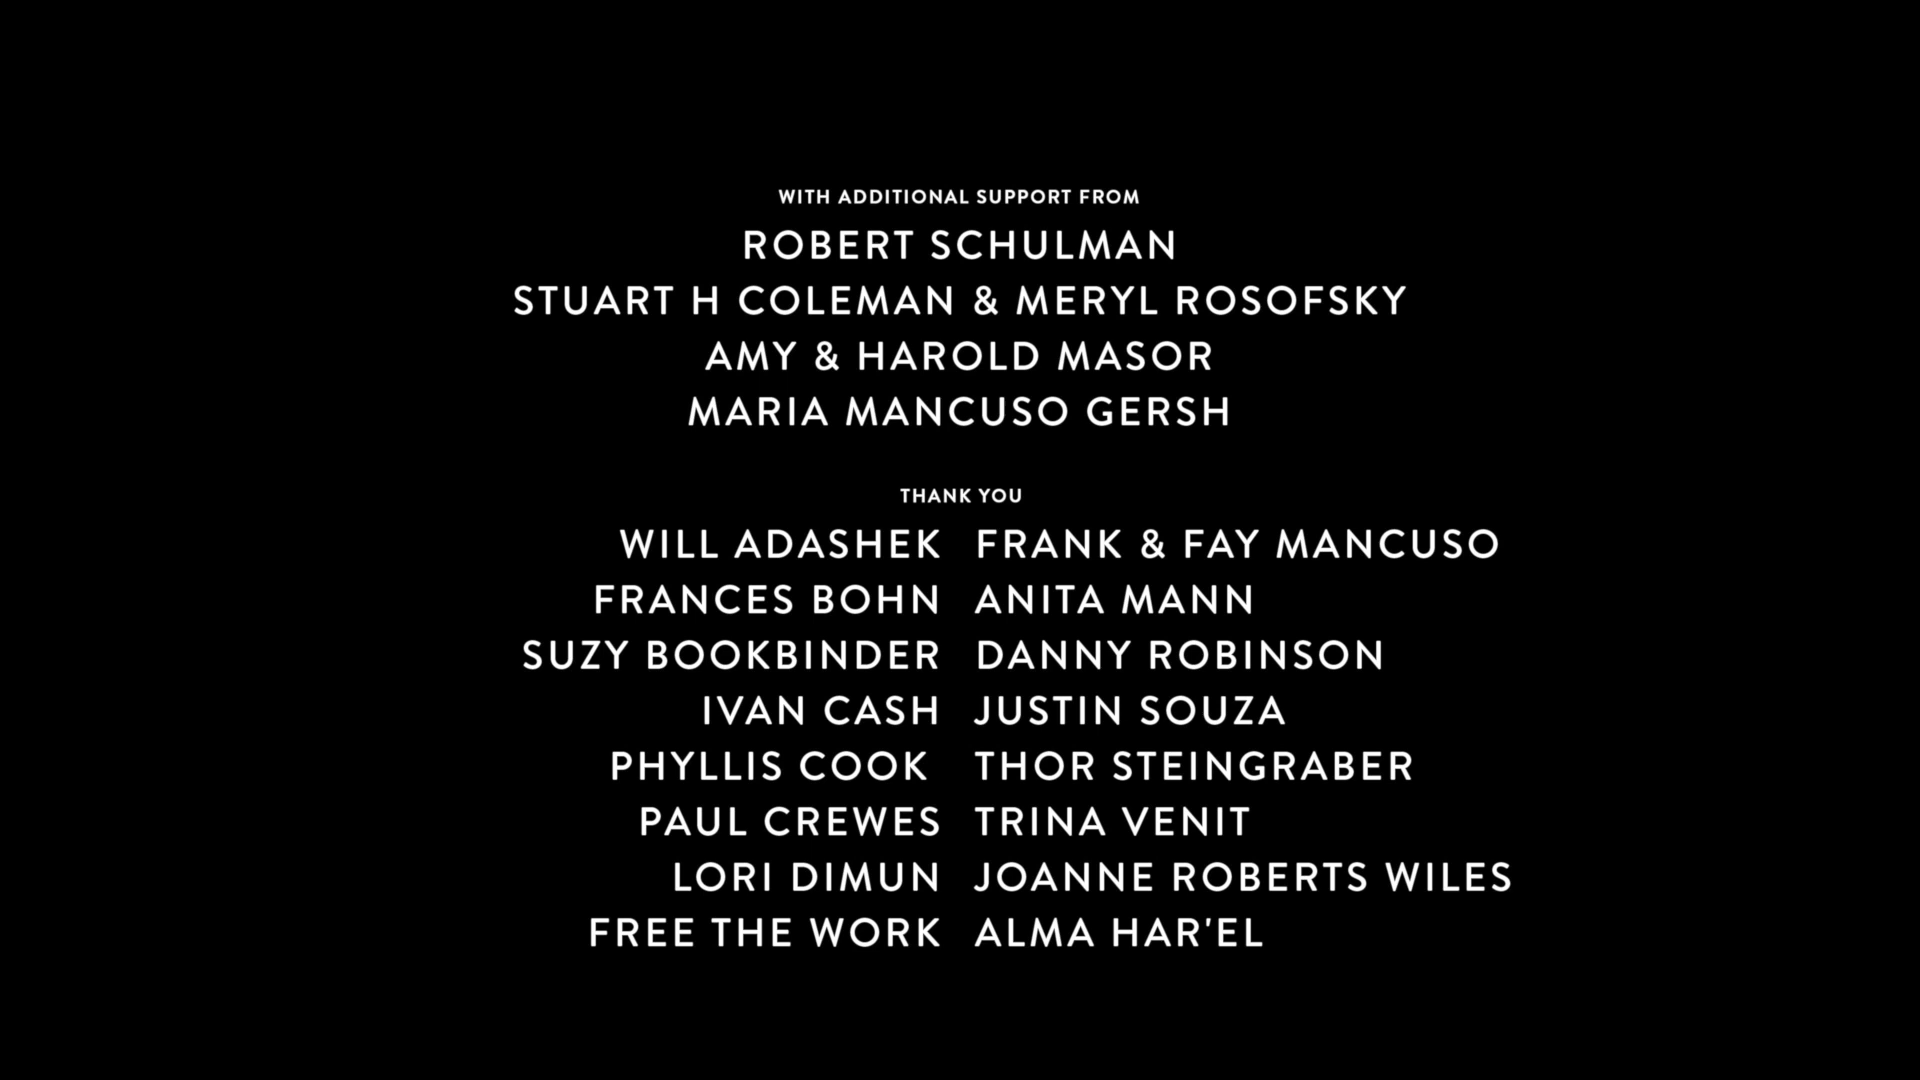 WITH ADDITIONAL SUPPORT FROM
ROBERT SCHULMAN
STUART H COLEMAN & MERYL ROSOFSKY
AMY & HAROLD MASOR
MARIA MANCUSO GERSH
THANK YOU
WILL ADASHEK FRANK & FAY MANCUSO
FRANCES BOHN ANITA MANN
SUZY BOOKBINDER DANNY ROBINSON
IVAN CASH JUSTIN SOUZA
PHYLLIS COOK THOR STEINGRABER
PAUL CREWES TRINA VENIT
LORI DIMUN JOANNE ROBERTS WILES
FREE THE WORK ALMA HAR'EL